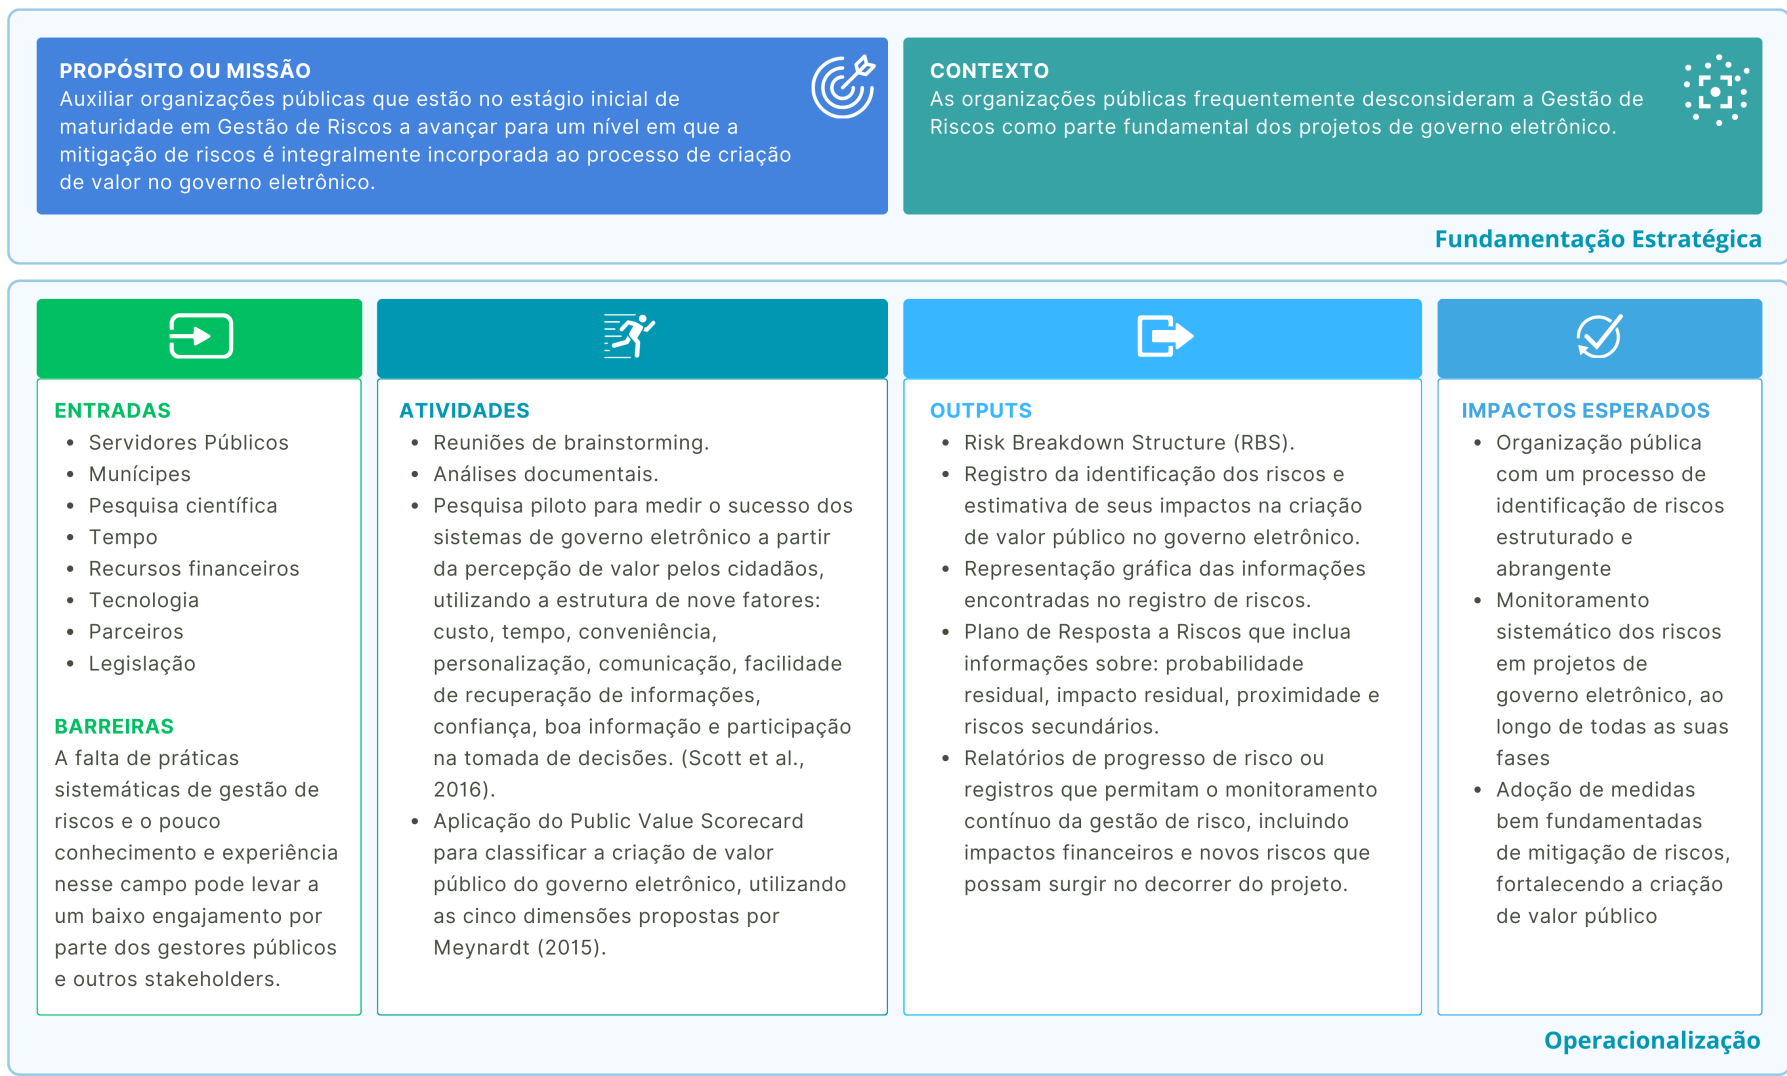 PROPÓSITO OU MISSÃO
Auxiliar organizações públicas que estão no estágio inicial de
maturidade em Gestão de Riscos a avançar para um nível em que a
mitigação de riscos é integralmente incorporada ao processo de criação
de valor no governo eletrônico.
CONTEXTO
As organizações públicas frequentemente desconsideram a Gestão de
Riscos como parte fundamental dos projetos de governo eletrônico.
Fundamentação Estratégica
ENTRADAS
• Servidores Públicos
• Munícipes
• Pesquisa científica
• Tempo
• Recursos financeiros
• Tecnologia
• Parceiros
• Legislação
BARREIRAS
A falta de práticas
sistemáticas de gestão de
riscos e o pouco
conhecimento e experiência
nesse campo pode levar a
um baixo engajamento por
parte dos gestores públicos
e outros stakeholders.
ATIVIDADES
• Reuniões de brainstorming.
• Análises documentais.
• Pesquisa piloto para medir o sucesso dos
sistemas de governo eletrônico a partir
da percepção de valor pelos cidadãos,
utilizando a estrutura de nove fatores:
custo, tempo, conveniência,
personalização, comunicação, facilidade
de recuperação de informações,
confiança, boa informação e participação
na tomada de decisões. (Scott et al.,
2016).
• Aplicação do Public Value Scorecard
para classificar a criação de valor
público do governo eletrônico, utilizando
as cinco dimensões propostas por
Meynardt (2015).
OUTPUTS
• Risk Breakdown Structure (RBS).
• Registro da identificação dos riscos e
estimativa de seus impactos na criação
de valor público no governo eletrônico.
• Representação gráfica das informações
encontradas no registro de riscos.
• Plano de Resposta a Riscos que inclua
informações sobre: probabilidade
residual, impacto residual, proximidade e
riscos secundários.
• Relatórios de progresso de risco ou
registros que permitam o monitoramento
contínuo da gestão de risco, incluindo
impactos financeiros e novos riscos que
possam surgir no decorrer do projeto.
IMPACTOS ESPERADOS
• Organização pública
com um processo de
identificação de riscos
estruturado e
abrangente
• Monitoramento
sistemático dos riscos
em projetos de
governo eletrônico, ao
longo de todas as suas
fases
• Adoção de medidas
bem fundamentadas
de mitigação de riscos,
fortalecendo a criação
de valor público
Operacionalização